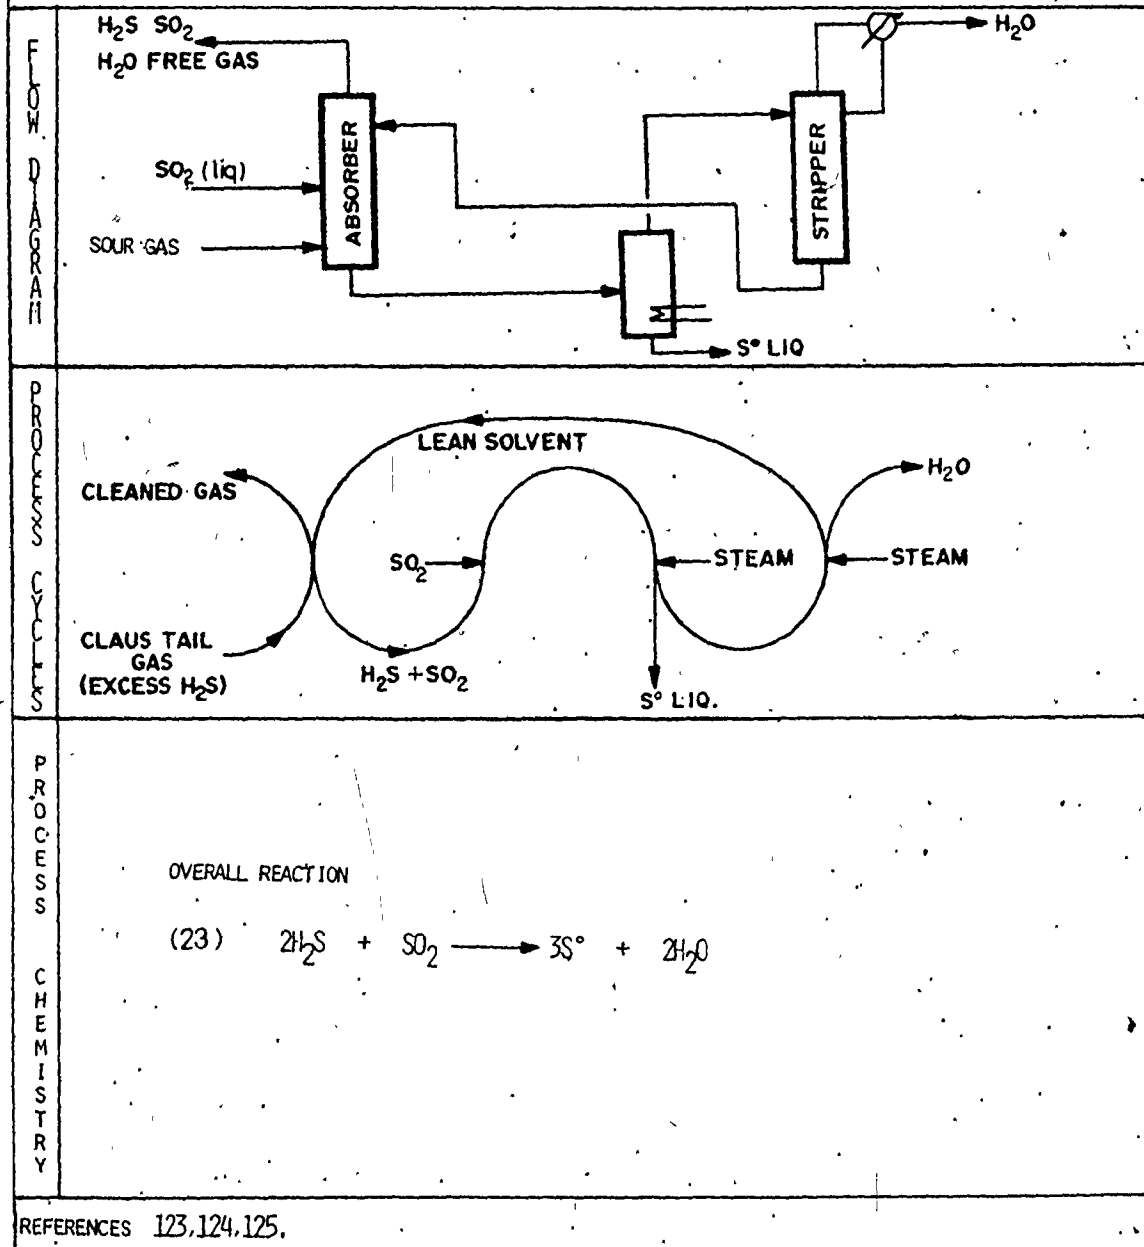 FLOW DIAGRAM
H₂S SO₂
H₂O FREE GAS
H₂O
ABSORBER
STRIPPER
SO₂ (liq)
SOUR GAS
S° LIQ
PROCESS CYCLES
LEAN SOLVENT
CLEANED GAS
H₂O
SO₂
STEAM
STEAM
CLAUS TAIL
GAS
(EXCESS H₂S)
H₂S + SO₂
S° LIQ.
PROCESS CHEMISTRY
OVERALL REACTION
(23) 2H₂S + SO₂ → 3S° + 2H₂O
REFERENCES 123,124,125.